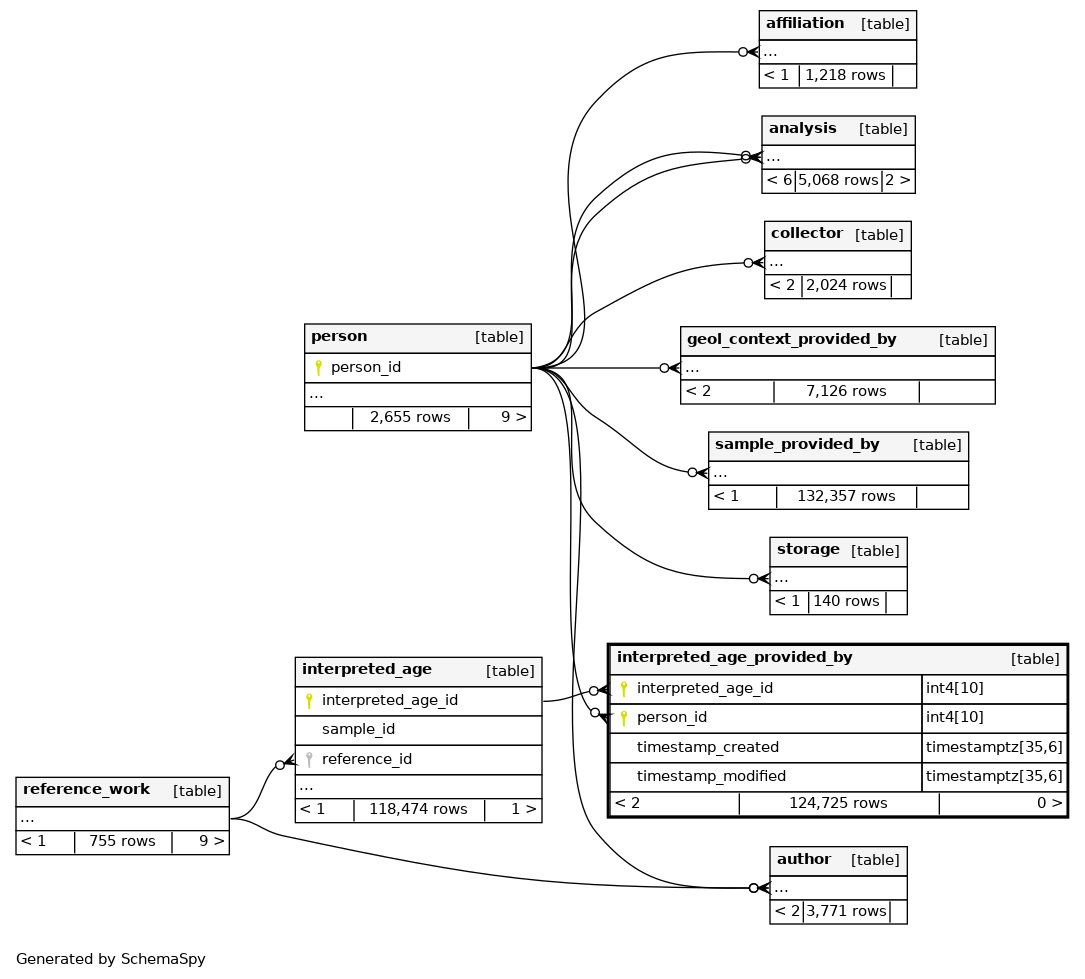 affiliation [table]
...
< 1 1,218 rows
analysis [table]
...
< 6 5,068 rows 2 >
collector [table]
...
< 2 2,024 rows
person [table]
person_id
...
2,655 rows 9 >
geol_context_provided_by [table]
...
< 2 7,126 rows
sample_provided_by [table]
...
< 1 132,357 rows
storage [table]
...
< 1 140 rows
interpreted_age [table]
interpreted_age_id
sample_id
reference_id
...
< 1 118,474 rows 1 >
interpreted_age_provided_by [table]
interpreted_age_id int4[10]
person_id int4[10]
timestamp_created timestamptz[35,6]
timestamp_modified timestamptz[35,6]
< 2 124,725 rows 0 >
reference_work [table]
...
< 1 755 rows 9 >
author [table]
...
< 2 3,771 rows
Generated by SchemaSpy